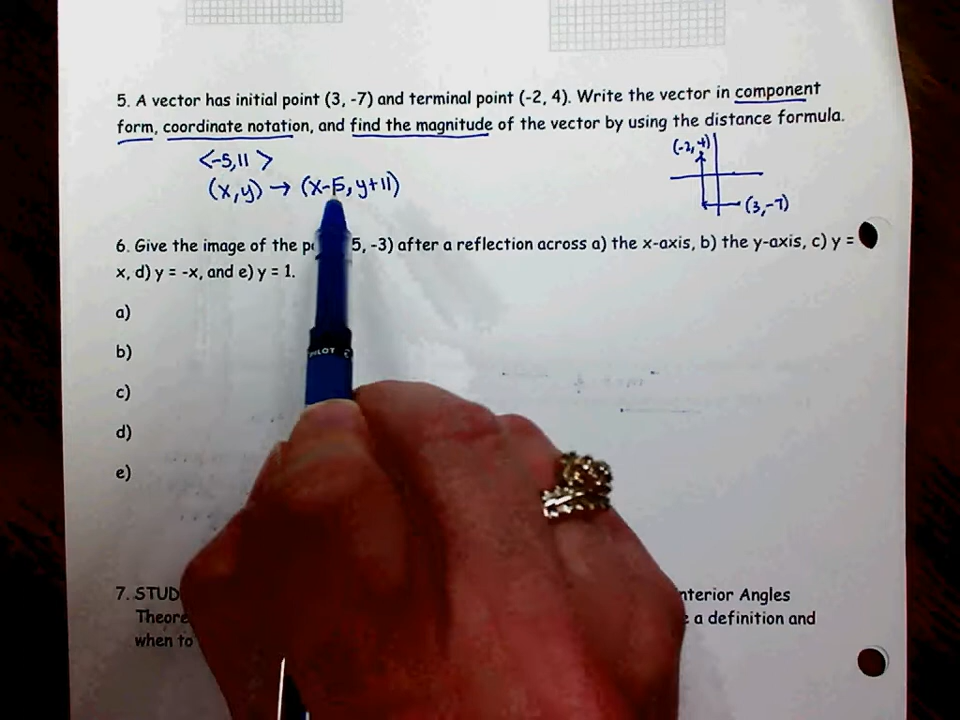 5. A vector has initial point (3, -7) and terminal point (-2, 4). Write the vector in component
form, coordinate notation, and find the magnitude of the vector by using the distance formula.
<-5,11>
(x,y) → (x-5,y+11)
(-2,4)
(3,-7)
6. Give the image of the 5, -3) after a reflection across a) the x-axis, b) the y-axis, c) y =
x, d) y = -x, and e) y = 1.
a)
b)
PILOT
c)
d)
e)
7. STUD nterior Angles
Theore a definition and
when to